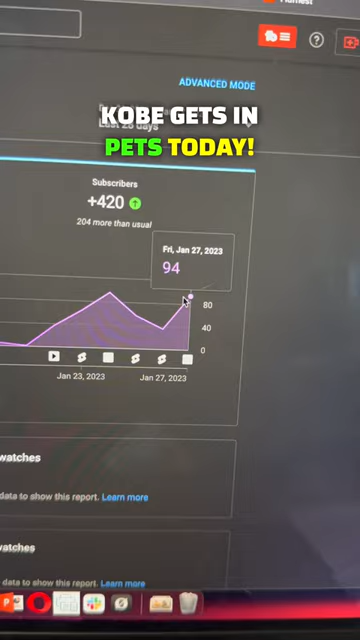 ADVANCED MODE
KOBE GETS IN
Last 28 days
PETS TODAY!
Subscribers
+420
204 more than usual
Fri, Jan 27, 2023
94
80
40
0
Jan 23, 2023
Jan 27, 2023
watches
data to show this report. Learn more
watches
data to show this report. Learn more